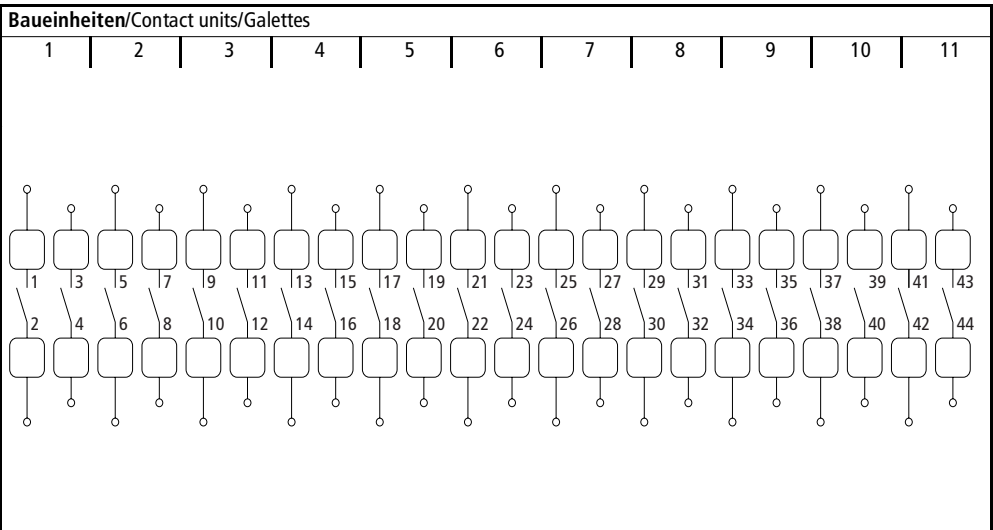 Baueinheiten/Contact units/Galettes
1 2 3 4 5 6 7 8 9 10 11
1 3 5 7 9 11 13 15 17 19 21 23 25 27 29 31 33 35 37 39 41 43
2 4 6 8 10 12 14 16 18 20 22 24 26 28 30 32 34 36 38 40 42 44